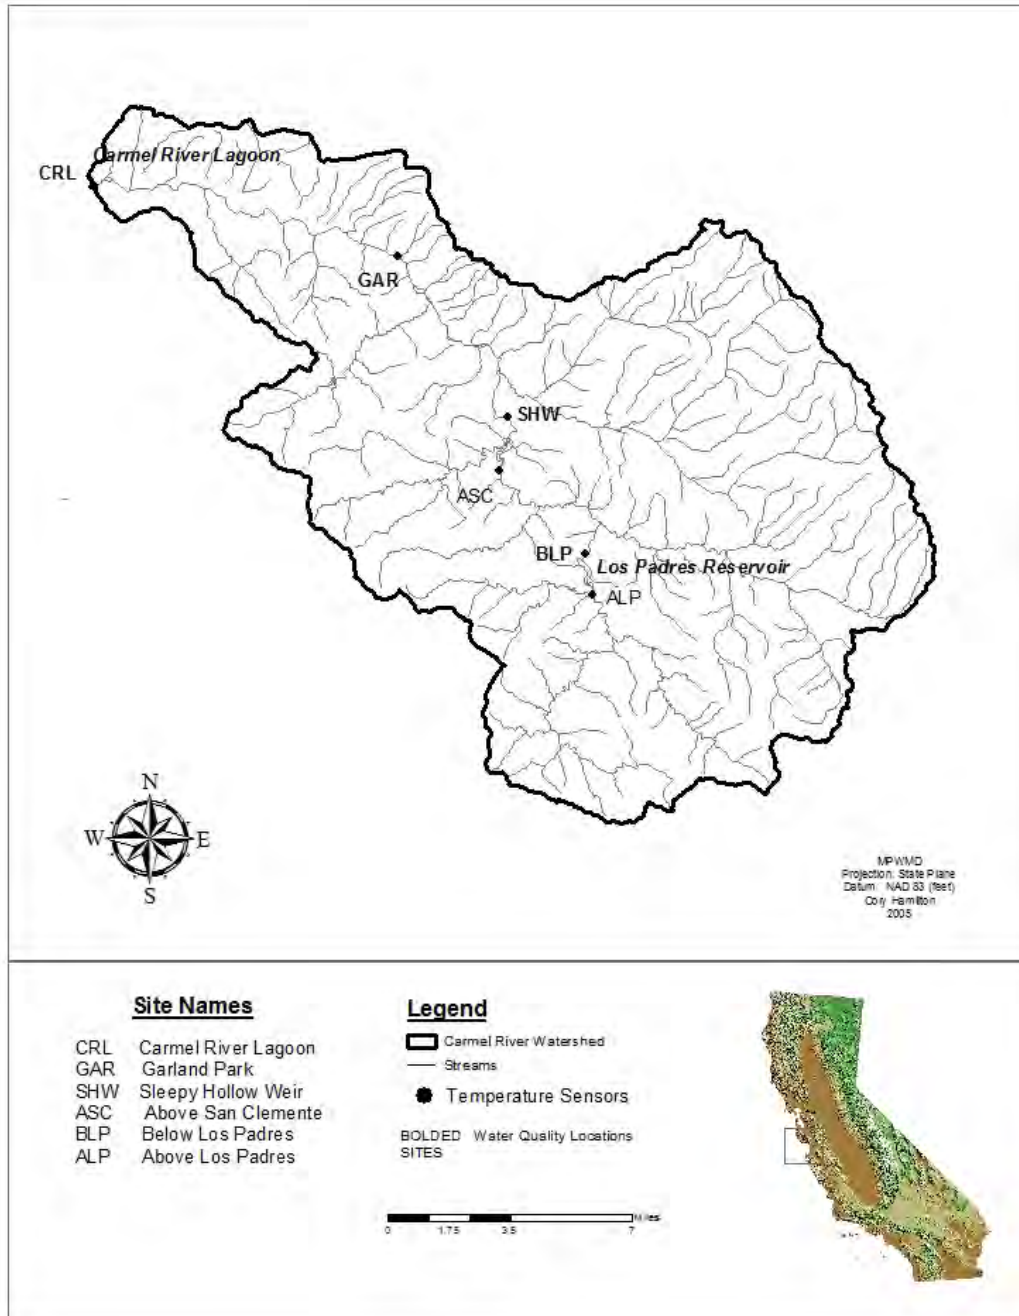 Carmel River Lagoon
CRL
GAR
SHW
ASC
BLP
Los Padres Reservoir
ALP
N
W E
S
MPWMD
Projection: State Plane
Datum: NAD 83 (feet)
Cory Hamilton
2005
Site Names
CRL Carmel River Lagoon
GAR Garland Park
SHW Sleepy Hollow Weir
ASC Above San Clemente
BLP Below Los Padres
ALP Above Los Padres
Legend
Carmel River Watershed
Streams
Temperature Sensors
BOLDED Water Quality Locations
SITES
Miles
0 1.75 3.5 7